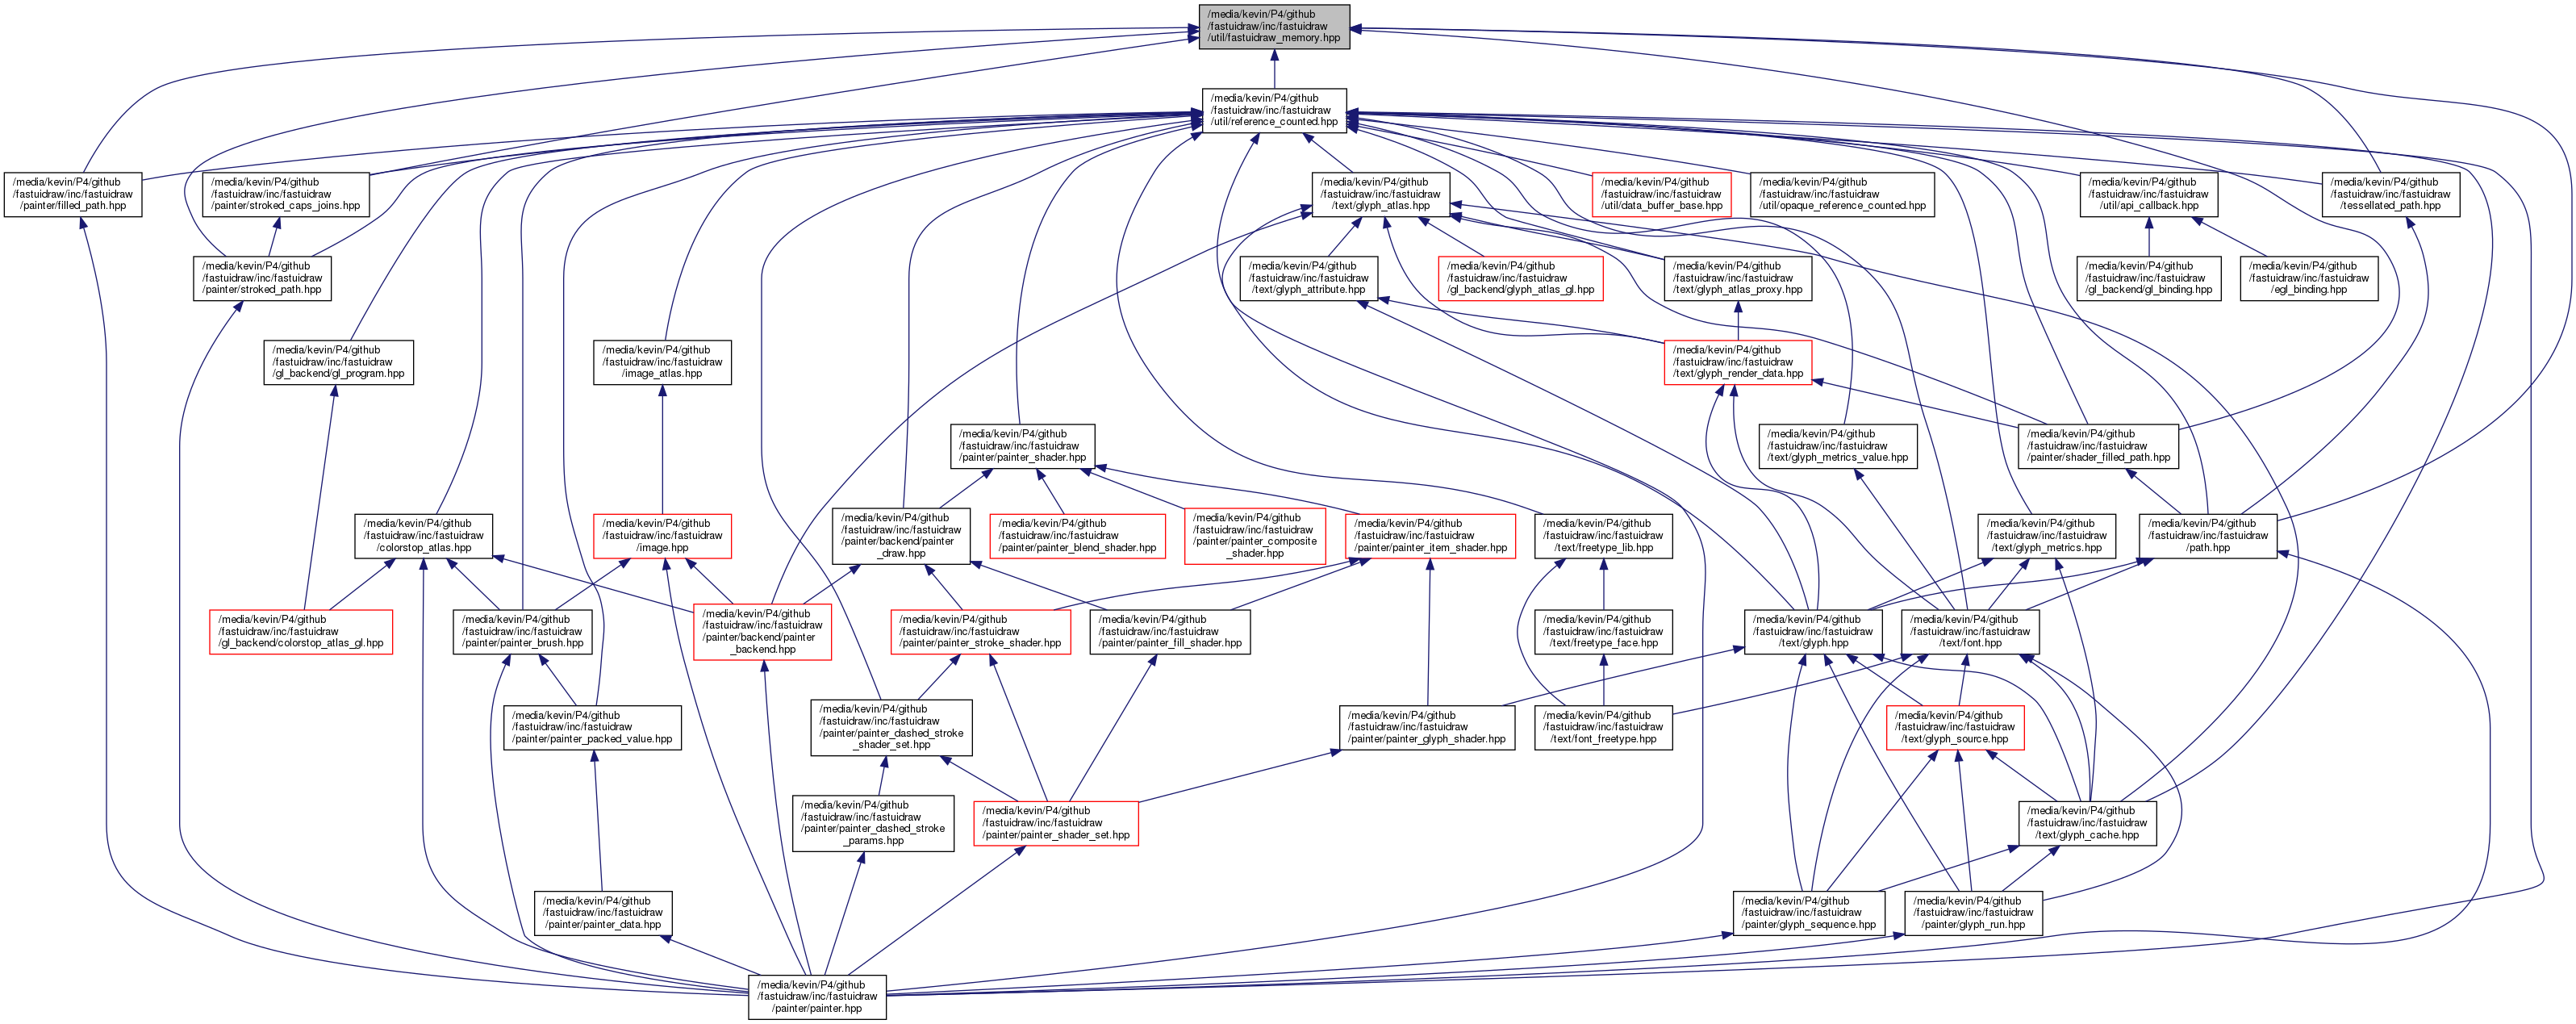 /media/kevin/P4/github
/fastuidraw/inc/fastuidraw
/util/fastuidraw_memory.hpp
/media/kevin/P4/github
/fastuidraw/inc/fastuidraw
/util/reference_counted.hpp
/media/kevin/P4/github
/fastuidraw/inc/fastuidraw
/painter/filled_path.hpp
/media/kevin/P4/github
/fastuidraw/inc/fastuidraw
/painter/stroked_caps_joins.hpp
/media/kevin/P4/github
/fastuidraw/inc/fastuidraw
/text/glyph_atlas.hpp
/media/kevin/P4/github
/fastuidraw/inc/fastuidraw
/util/data_buffer_base.hpp
/media/kevin/P4/github
/fastuidraw/inc/fastuidraw
/util/opaque_reference_counted.hpp
/media/kevin/P4/github
/fastuidraw/inc/fastuidraw
/util/api_callback.hpp
/media/kevin/P4/github
/fastuidraw/inc/fastuidraw
/tessellated_path.hpp
/media/kevin/P4/github
/fastuidraw/inc/fastuidraw
/painter/stroked_path.hpp
/media/kevin/P4/github
/fastuidraw/inc/fastuidraw
/text/glyph_attribute.hpp
/media/kevin/P4/github
/fastuidraw/inc/fastuidraw
/gl_backend/glyph_atlas_gl.hpp
/media/kevin/P4/github
/fastuidraw/inc/fastuidraw
/text/glyph_atlas_proxy.hpp
/media/kevin/P4/github
/fastuidraw/inc/fastuidraw
/gl_backend/gl_binding.hpp
/media/kevin/P4/github
/fastuidraw/inc/fastuidraw
/egl_binding.hpp
/media/kevin/P4/github
/fastuidraw/inc/fastuidraw
/gl_backend/gl_program.hpp
/media/kevin/P4/github
/fastuidraw/inc/fastuidraw
/image_atlas.hpp
/media/kevin/P4/github
/fastuidraw/inc/fastuidraw
/text/glyph_render_data.hpp
/media/kevin/P4/github
/fastuidraw/inc/fastuidraw
/painter/painter_shader.hpp
/media/kevin/P4/github
/fastuidraw/inc/fastuidraw
/text/glyph_metrics_value.hpp
/media/kevin/P4/github
/fastuidraw/inc/fastuidraw
/painter/shader_filled_path.hpp
/media/kevin/P4/github
/fastuidraw/inc/fastuidraw
/colorstop_atlas.hpp
/media/kevin/P4/github
/fastuidraw/inc/fastuidraw
/image.hpp
/media/kevin/P4/github
/fastuidraw/inc/fastuidraw
/painter/backend/painter
_draw.hpp
/media/kevin/P4/github
/fastuidraw/inc/fastuidraw
/painter/painter_blend_shader.hpp
/media/kevin/P4/github
/fastuidraw/inc/fastuidraw
/painter/painter_composite
_shader.hpp
/media/kevin/P4/github
/fastuidraw/inc/fastuidraw
/painter/painter_item_shader.hpp
/media/kevin/P4/github
/fastuidraw/inc/fastuidraw
/text/freetype_lib.hpp
/media/kevin/P4/github
/fastuidraw/inc/fastuidraw
/text/glyph_metrics.hpp
/media/kevin/P4/github
/fastuidraw/inc/fastuidraw
/path.hpp
/media/kevin/P4/github
/fastuidraw/inc/fastuidraw
/gl_backend/colorstop_atlas_gl.hpp
/media/kevin/P4/github
/fastuidraw/inc/fastuidraw
/painter/painter_brush.hpp
/media/kevin/P4/github
/fastuidraw/inc/fastuidraw
/painter/backend/painter
_backend.hpp
/media/kevin/P4/github
/fastuidraw/inc/fastuidraw
/painter/painter_stroke_shader.hpp
/media/kevin/P4/github
/fastuidraw/inc/fastuidraw
/painter/painter_fill_shader.hpp
/media/kevin/P4/github
/fastuidraw/inc/fastuidraw
/text/freetype_face.hpp
/media/kevin/P4/github
/fastuidraw/inc/fastuidraw
/text/glyph.hpp
/media/kevin/P4/github
/fastuidraw/inc/fastuidraw
/text/font.hpp
/media/kevin/P4/github
/fastuidraw/inc/fastuidraw
/painter/painter_packed_value.hpp
/media/kevin/P4/github
/fastuidraw/inc/fastuidraw
/painter/painter_dashed_stroke
_shader_set.hpp
/media/kevin/P4/github
/fastuidraw/inc/fastuidraw
/painter/painter_glyph_shader.hpp
/media/kevin/P4/github
/fastuidraw/inc/fastuidraw
/text/font_freetype.hpp
/media/kevin/P4/github
/fastuidraw/inc/fastuidraw
/text/glyph_source.hpp
/media/kevin/P4/github
/fastuidraw/inc/fastuidraw
/painter/painter_dashed_stroke
_params.hpp
/media/kevin/P4/github
/fastuidraw/inc/fastuidraw
/painter/painter_shader_set.hpp
/media/kevin/P4/github
/fastuidraw/inc/fastuidraw
/text/glyph_cache.hpp
/media/kevin/P4/github
/fastuidraw/inc/fastuidraw
/painter/painter_data.hpp
/media/kevin/P4/github
/fastuidraw/inc/fastuidraw
/painter/glyph_sequence.hpp
/media/kevin/P4/github
/fastuidraw/inc/fastuidraw
/painter/glyph_run.hpp
/media/kevin/P4/github
/fastuidraw/inc/fastuidraw
/painter/painter.hpp